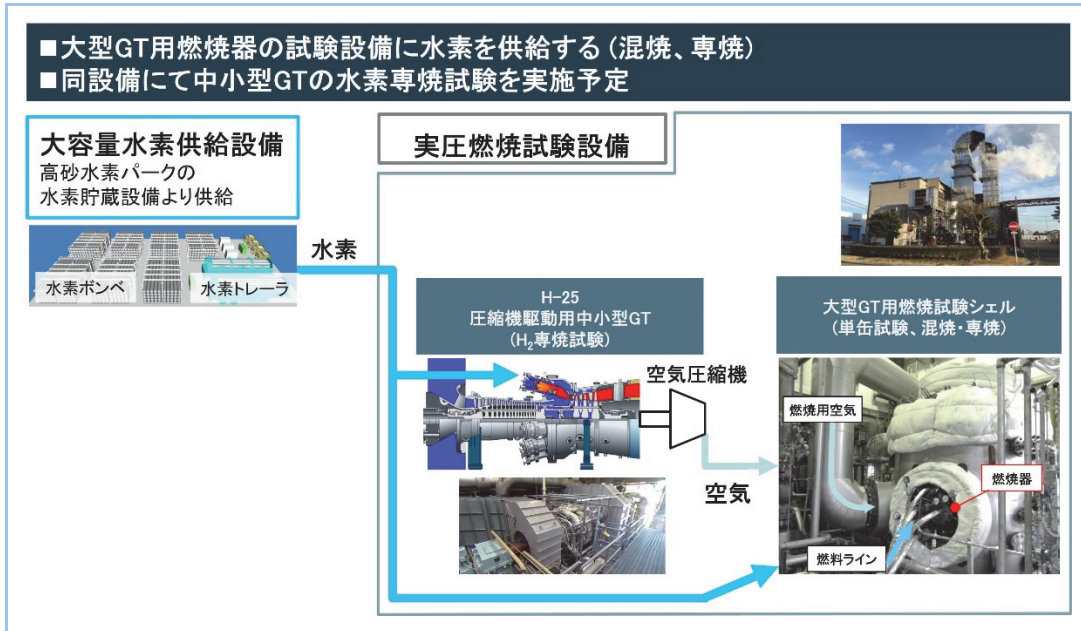 ■大型GT用燃焼器の試験設備に水素を供給する（混焼、専焼）
■同設備にて中小型GTの水素専焼試験を実施予定
大容量水素供給設備
高砂水素パークの
水素貯蔵設備より供給
実圧燃焼試験設備
水素ボンベ
水素トレーラ
水素
H-25
圧縮機駆動用中小型GT
（H₂専焼試験）
空気圧縮機
空気
大型GT用燃焼試験シェル
（単缶試験、混焼・専焼）
燃焼用空気
燃焼器
燃料ライン